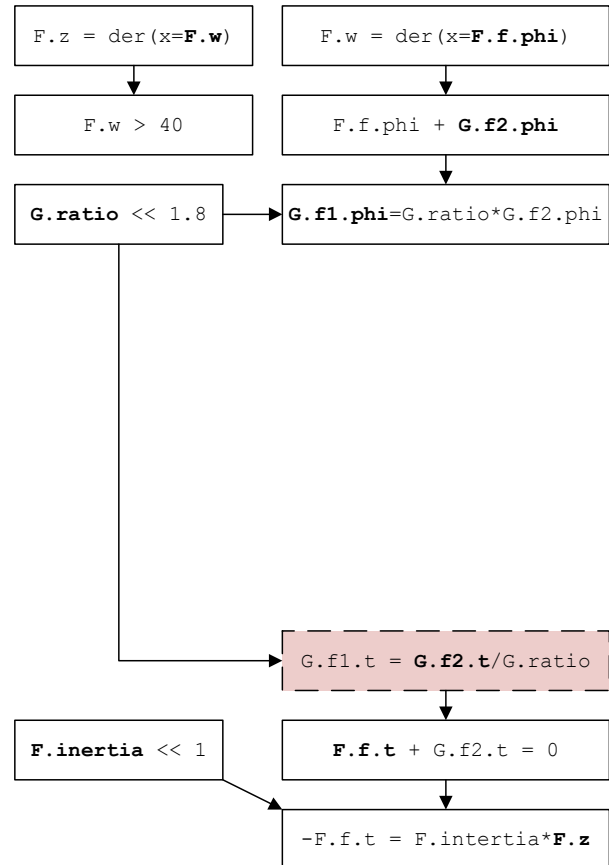 F.z = der(x=F.w)
F.w = der(x=F.f.phi)
F.w > 40
F.f.phi + G.f2.phi
G.ratio << 1.8
G.f1.phi=G.ratio*G.f2.phi
G.f1.t = G.f2.t/G.ratio
F.inertia << 1
F.f.t + G.f2.t = 0
-F.f.t = F.intertia*F.z